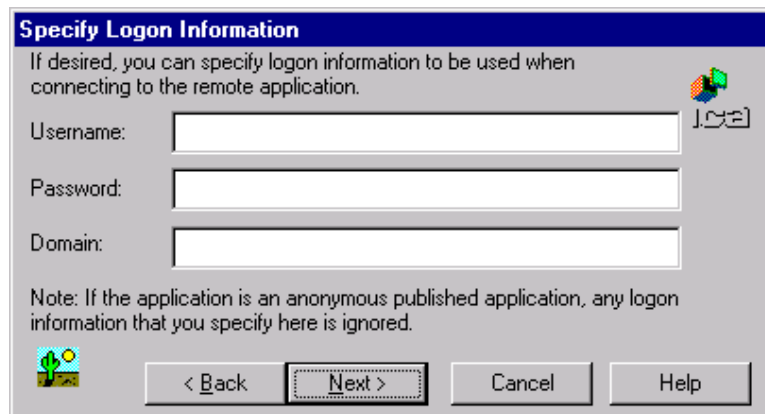 Specify Logon Information
If desired, you can specify logon information to be used when
connecting to the remote application.
Username:
Password:
Domain:
Note: If the application is an anonymous published application, any logon
information that you specify here is ignored.
< Back Next > Cancel Help